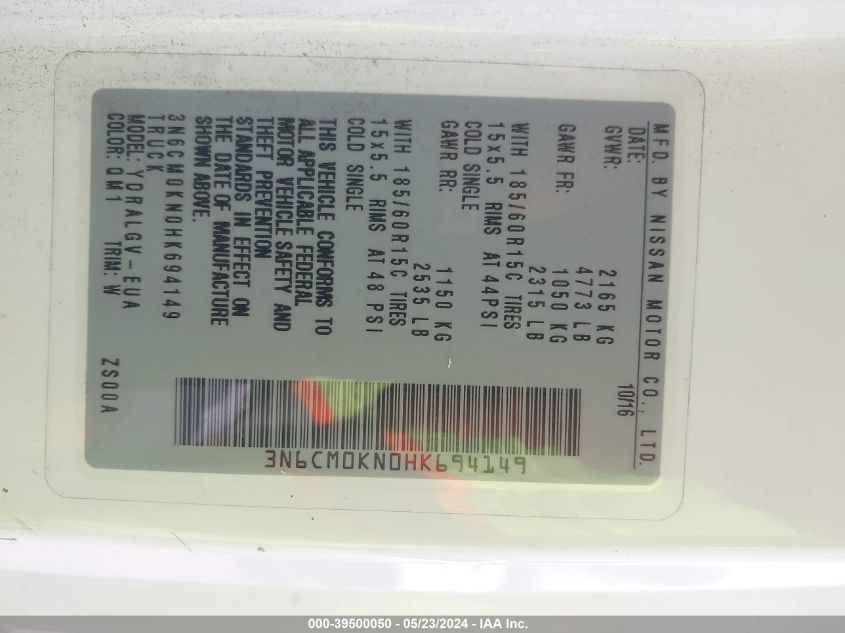 MFD. BY NISSAN MOTOR CO., LTD.
DATE: 10/16
GVWR: 2165 KG
4773 LB
GAWR FR: 1050 KG
2315 LB
WITH 185/60R15C TIRES
15x5.5 RIMS AT 44PSI
COLD SINGLE
GAWR RR: 1150 KG
2535 LB
WITH 185/60R15C TIRES
15x5.5 RIMS AT 48 PSI
COLD SINGLE
THIS VEHICLE CONFORMS TO
ALL APPLICABLE FEDERAL
MOTOR VEHICLE SAFETY AND
THEFT PREVENTION
STANDARDS IN EFFECT ON
THE DATE OF MANUFACTURE
SHOWN ABOVE.
3N6CM0KN0HK694149
TRUCK
MODEL: YDRALGV-EUA
COLOR: QM1 TRIM: W ZS00A
3N6CM0KN0HK694149
000-39500050 - 05/23/2024 - IAA Inc.